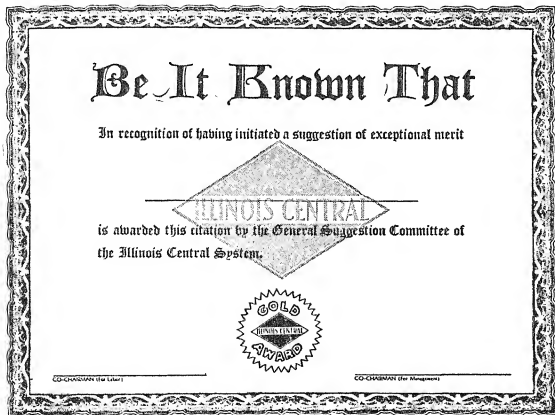 Be It Known That
In recognition of having initiated a suggestion of exceptional merit
ILLINOIS CENTRAL
is awarded this citation by the General Suggestion Committee of
the Illinois Central System.
GOLD
ILLINOIS CENTRAL
AWARD
CO-CHAIRMAN (for Labor) CO-CHAIRMAN (for Management)